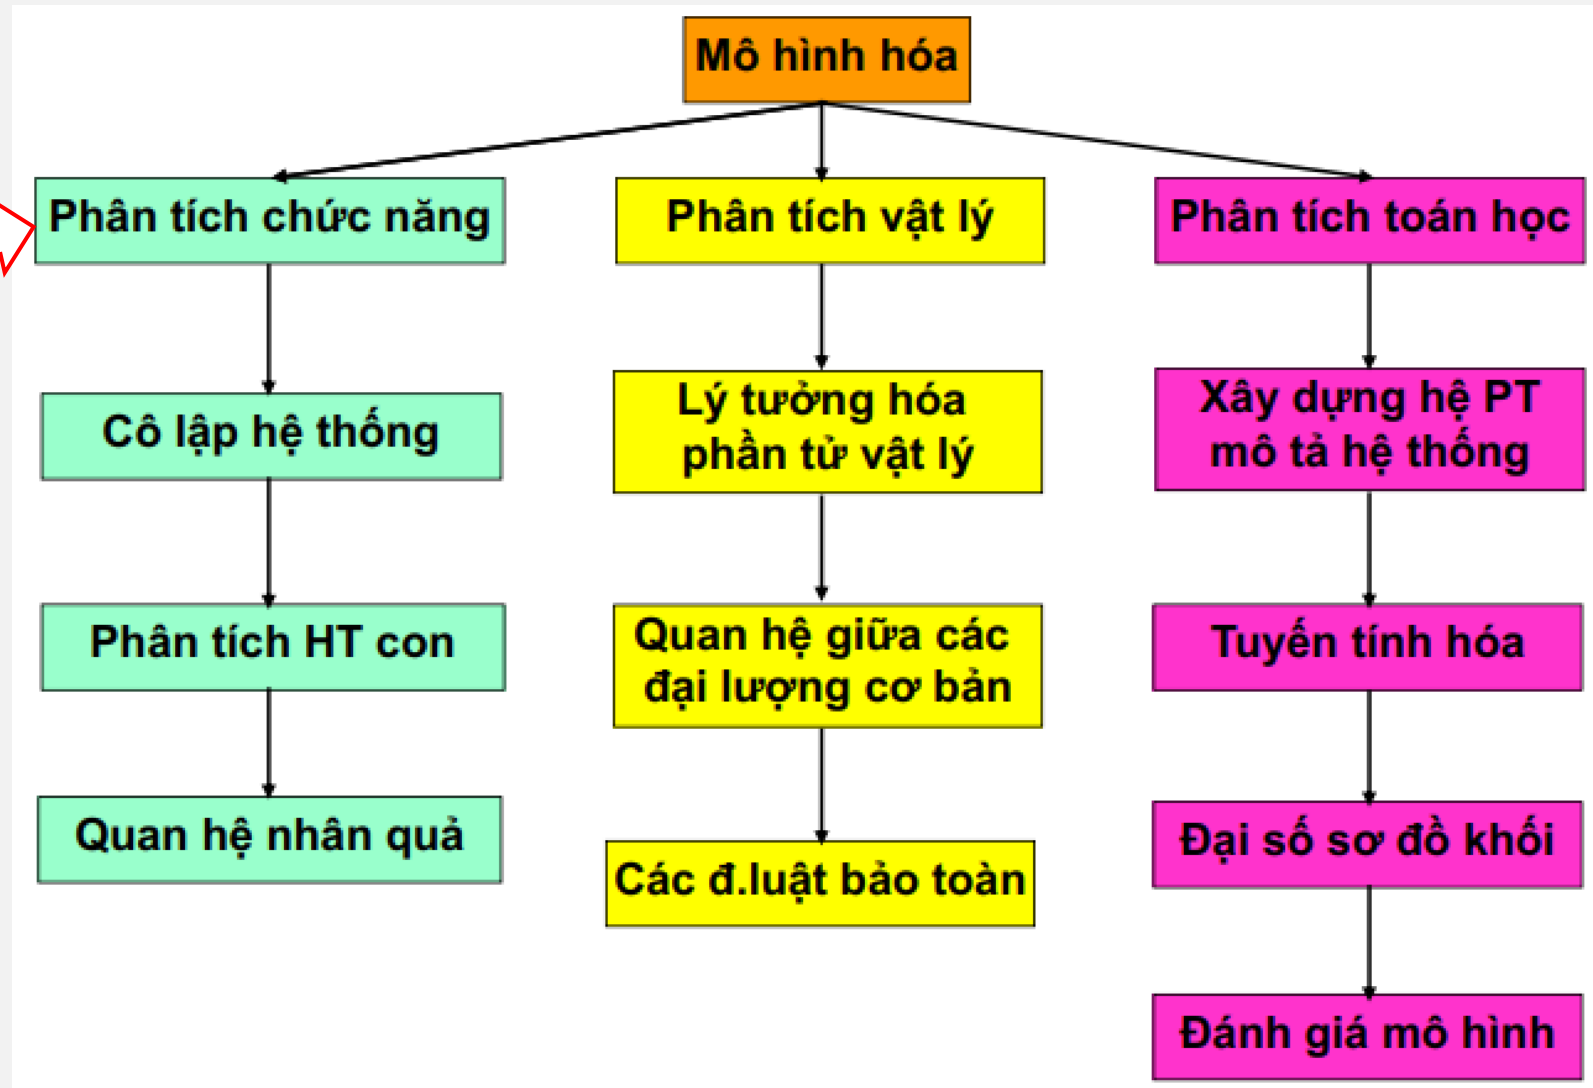 Mô hình hóa
Phân tích chức năng
Phân tích vật lý
Phân tích toán học
Cô lập hệ thống
Lý tưởng hóa
phần tử vật lý
Xây dựng hệ PT
mô tả hệ thống
Phân tích HT con
Quan hệ giữa các
đại lượng cơ bản
Tuyến tính hóa
Quan hệ nhân quả
Các đ.luật bảo toàn
Đại số sơ đồ khối
Đánh giá mô hình